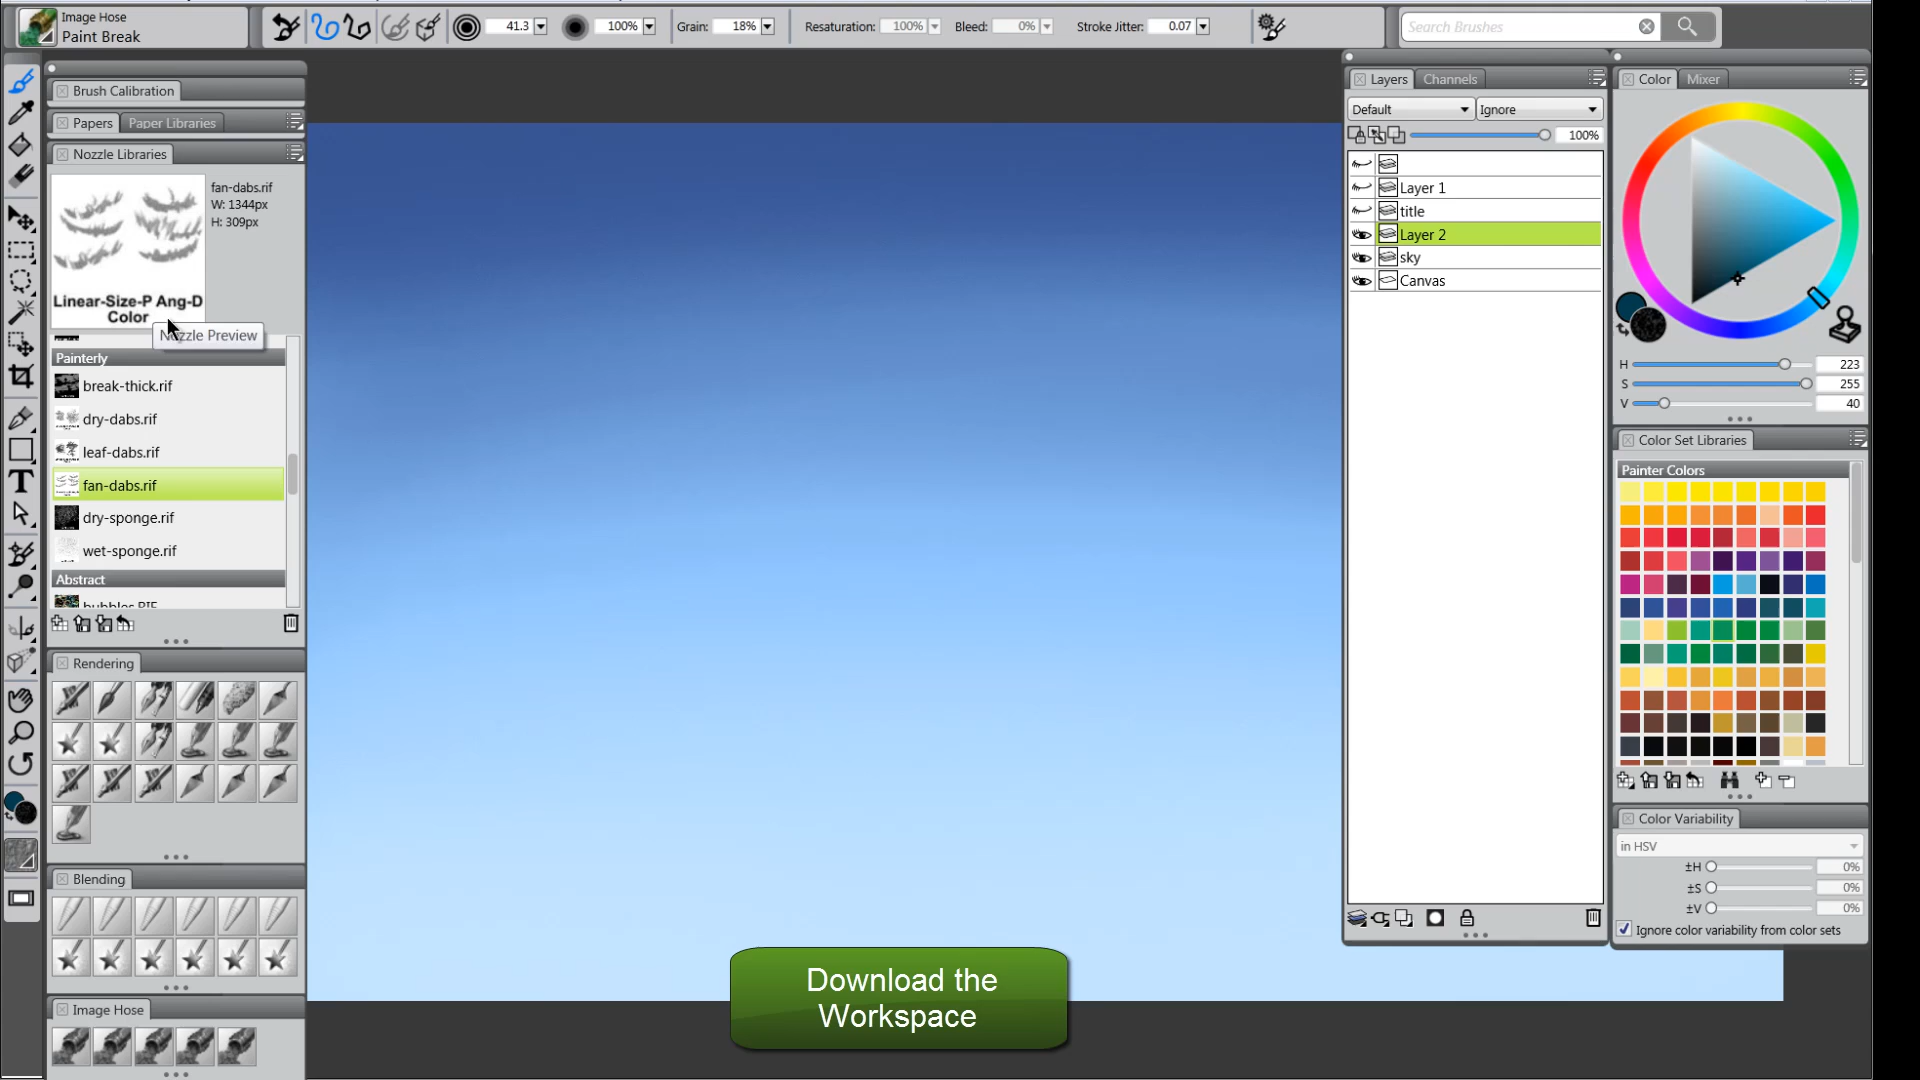 Image Hose
Paint Break
41.3
100%
Grain: 18%
Resaturation: 100%
Bleed: 0%
Stroke Jitter: 0.07
Search Brushes
Brush Calibration
Papers
Paper Libraries
Nozzle Libraries
fan-dabs.rif
W: 1344px
H: 309px
Linear-Size-P Ang-D
Color
Nozzle Preview
Painterly
break-thick.rif
dry-dabs.rif
leaf-dabs.rif
fan-dabs.rif
dry-sponge.rif
wet-sponge.rif
Abstract
bubbles.RIF
Rendering
Blending
Image Hose
Download the
Workspace
Layers
Channels
Default
Ignore
100%
Layer 1
title
Layer 2
sky
Canvas
Color
Mixer
H 223
S 255
V 40
Color Set Libraries
Painter Colors
Color Variability
in HSV
±H 0%
±S 0%
±V 0%
Ignore color variability from color sets